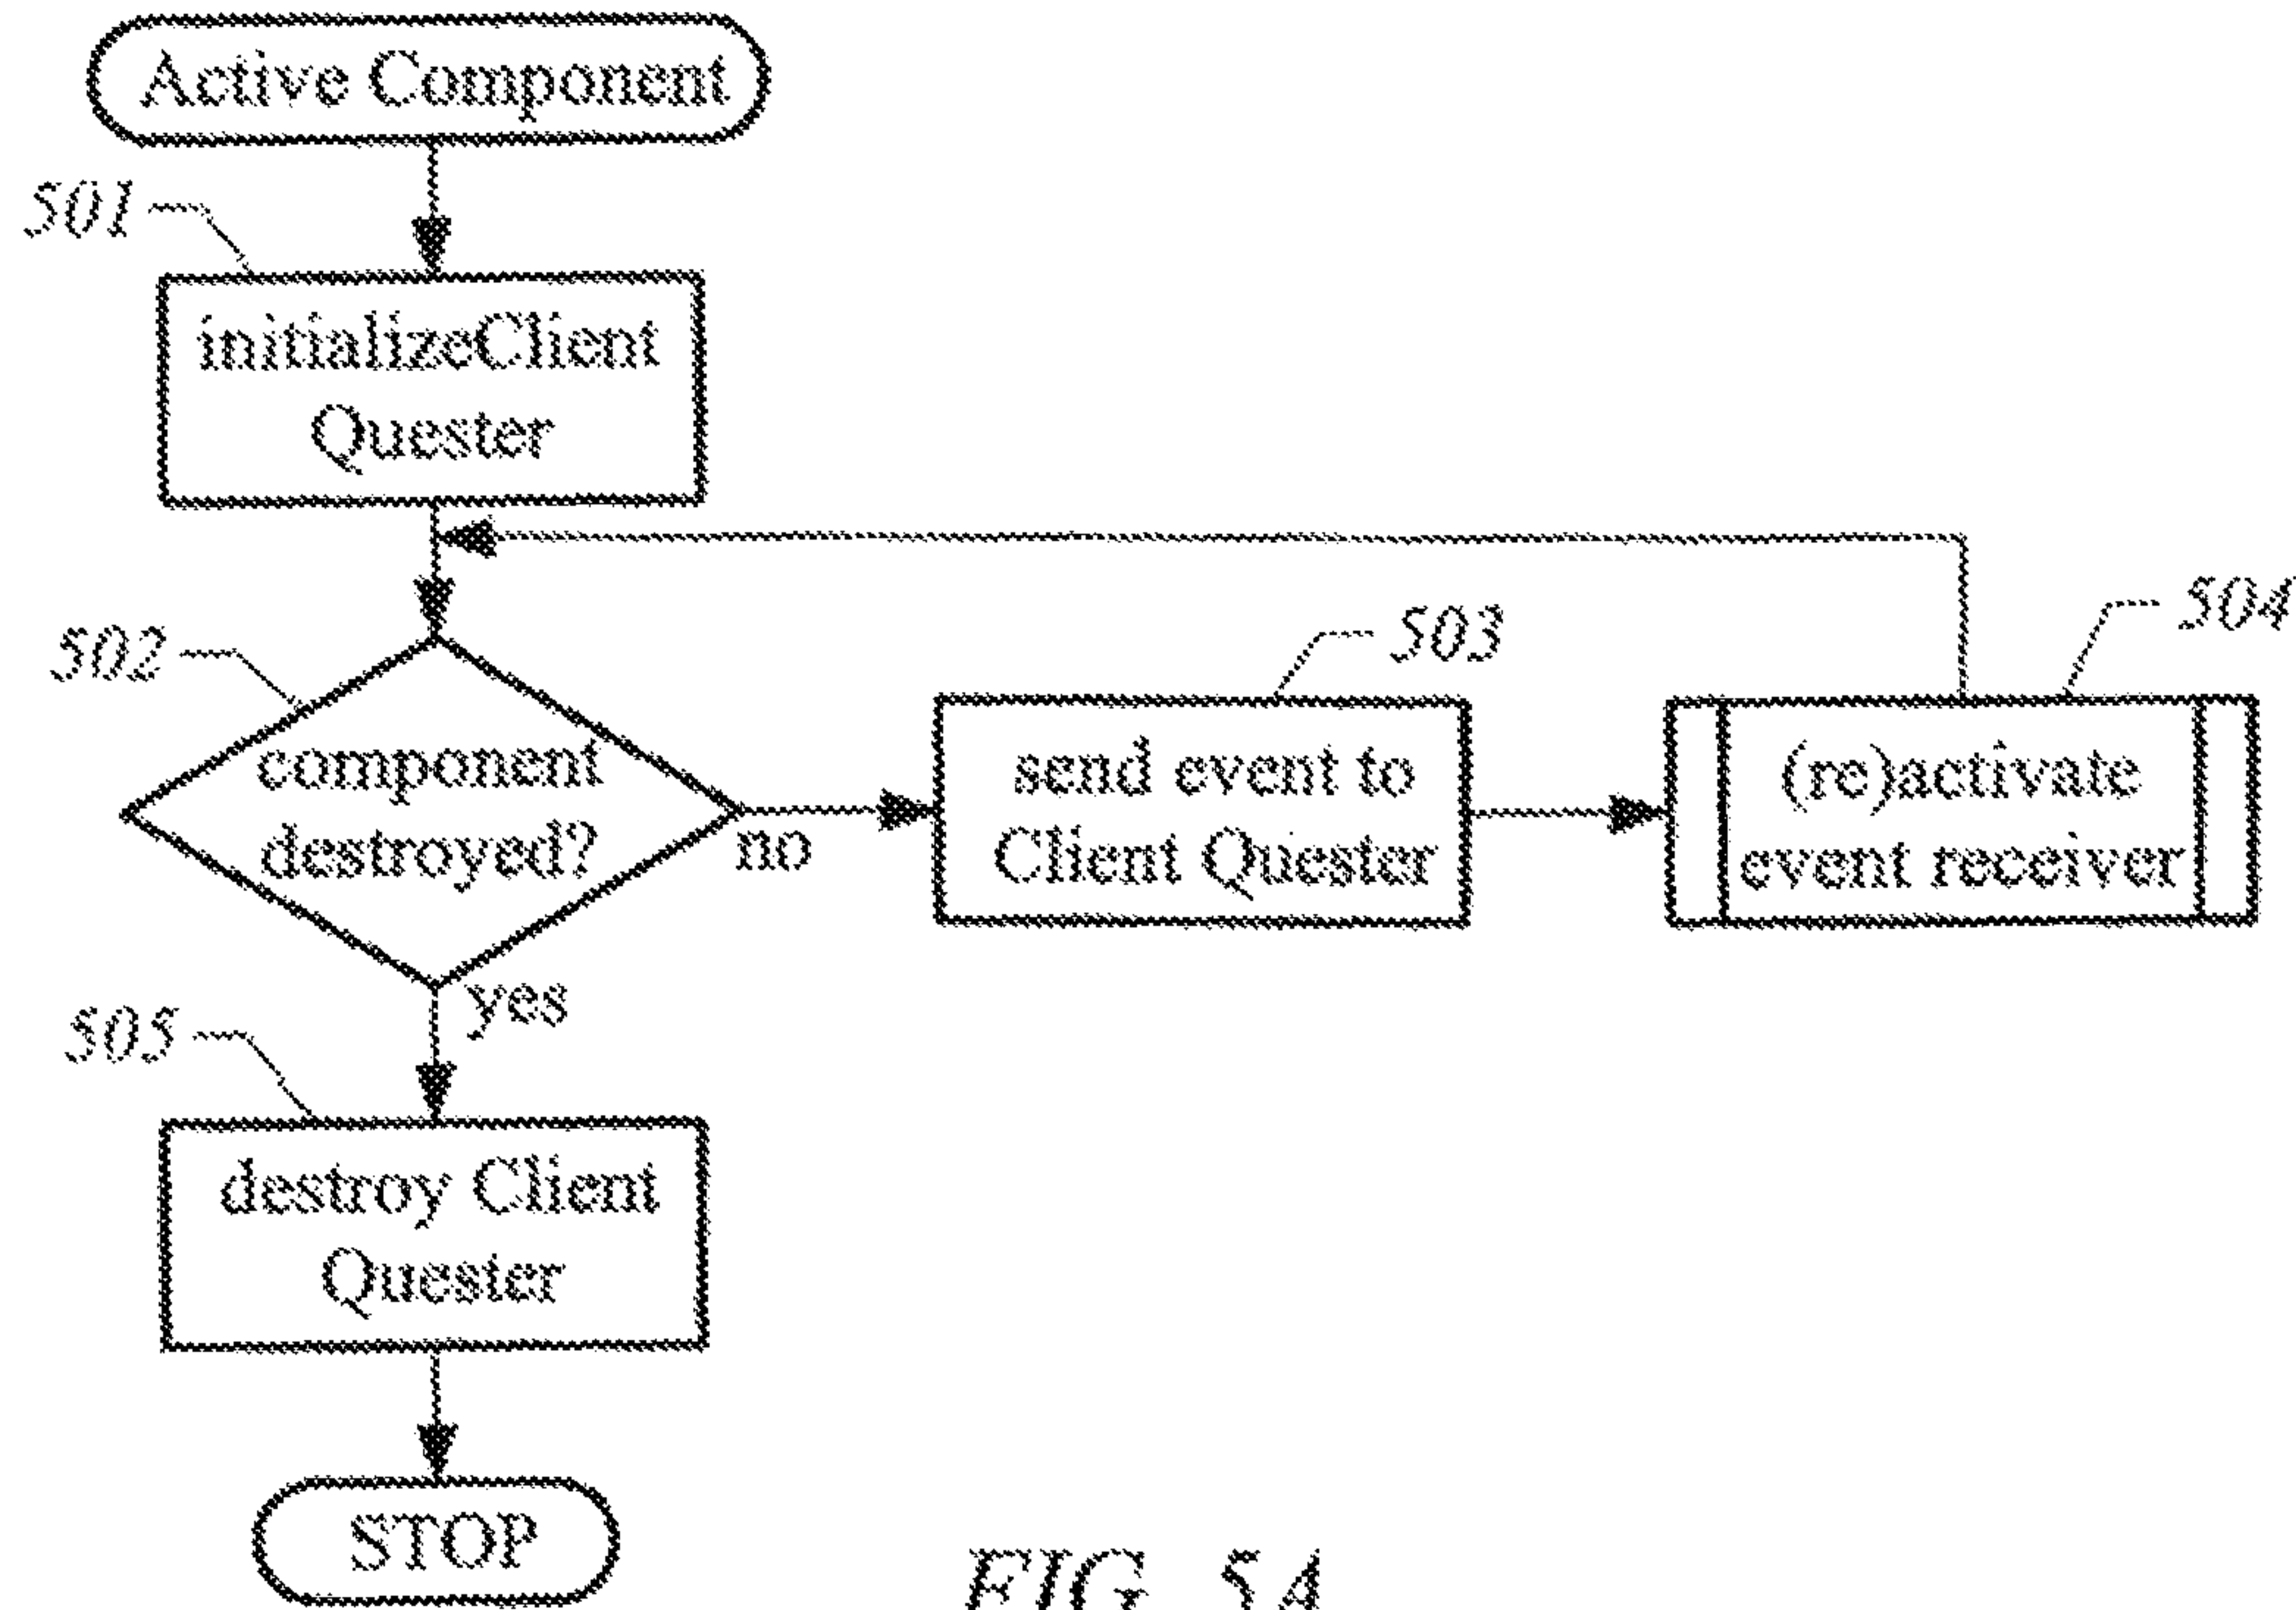 Active Component
501
initializeClient
Quester
502
component
destroyed?
no
yes
503
send event to
Client Quester
504
(re)activate
event receiver
505
destroy Client
Quester
STOP
FIG. 5A